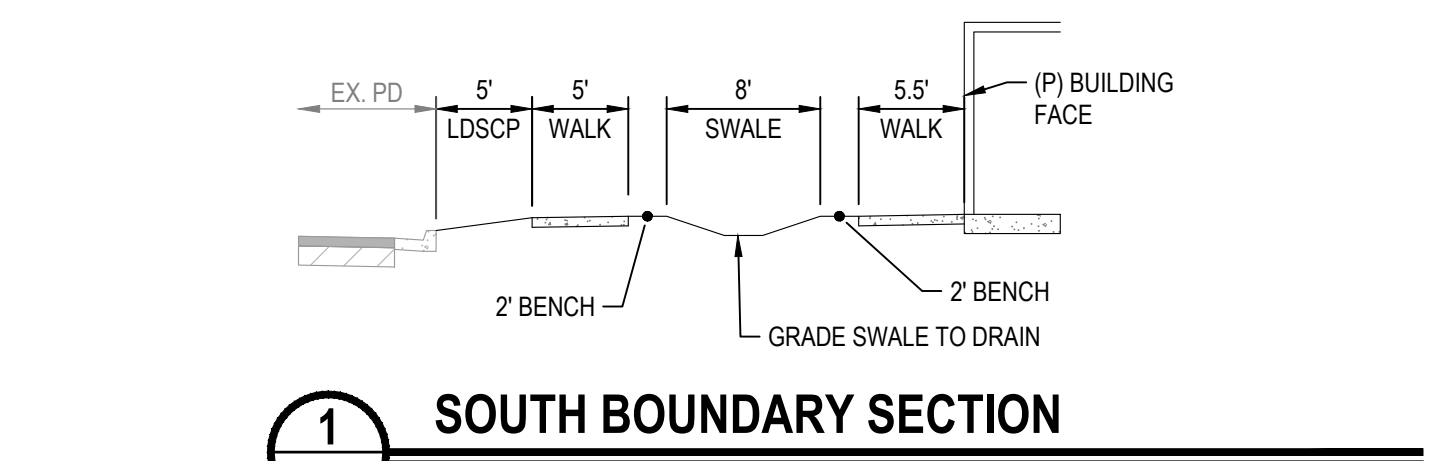 EX. PD
5'
LDSCP
5'
WALK
8'
SWALE
5.5'
WALK
(P) BUILDING
FACE
2' BENCH
2' BENCH
GRADE SWALE TO DRAIN
1
SOUTH BOUNDARY SECTION